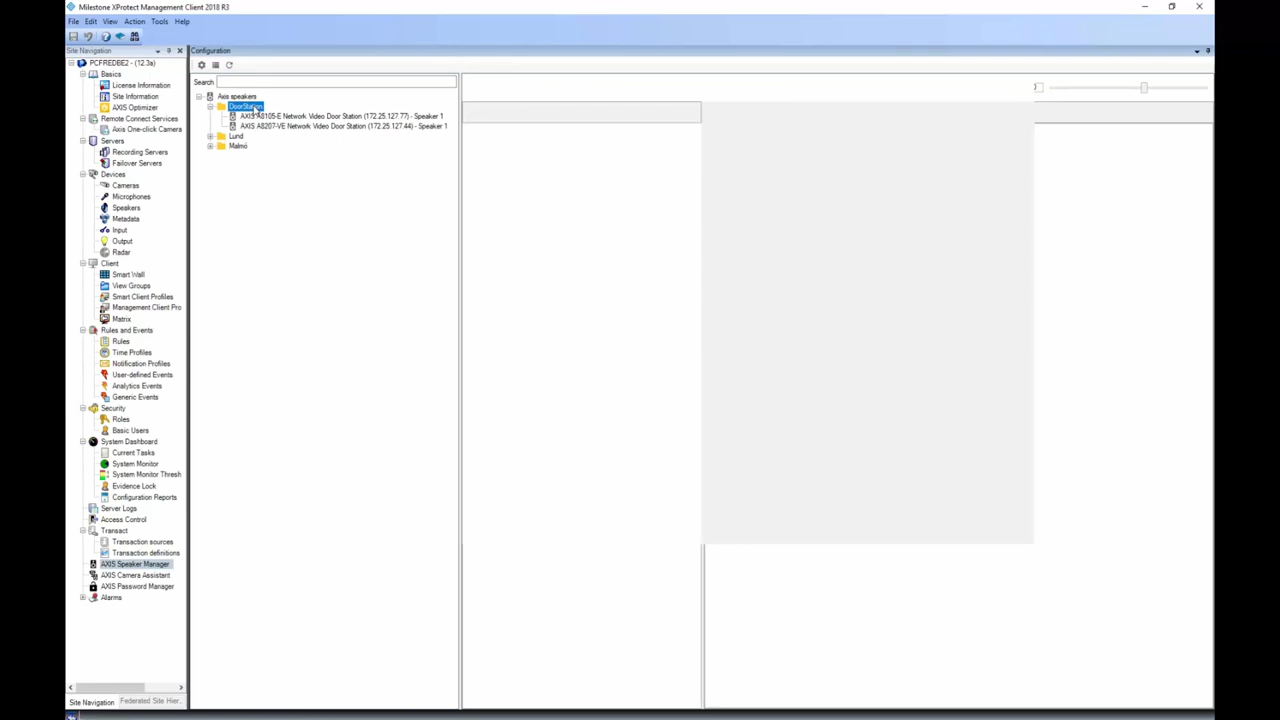 Milestone XProtect Management Client 2018 R3
File Edit View Action Tools Help
Site Navigation
Configuration
PCFREDBE2 - (12.3a)
Basics
License Information
Site Information
AXIS Optimizer
Remote Connect Services
Axis One-click Camera
Servers
Recording Servers
Failover Servers
Devices
Cameras
Microphones
Speakers
Metadata
Input
Output
Radar
Client
Smart Wall
View Groups
Smart Client Profiles
Management Client Pro
Matrix
Rules and Events
Rules
Time Profiles
Notification Profiles
User-defined Events
Analytics Events
Generic Events
Security
Roles
Basic Users
System Dashboard
Current Tasks
System Monitor
System Monitor Thresh
Evidence Lock
Configuration Reports
Server Logs
Access Control
Transact
Transaction sources
Transaction definitions
AXIS Speaker Manager
AXIS Camera Assistant
AXIS Password Manager
Alarms
Site Navigation Federated Site Hier...
Search
Axis speakers
DoorStation
AXIS A8105-E Network Video Door Station (172.25.127.77) - Speaker 1
AXIS A8207-VE Network Video Door Station (172.25.127.44) - Speaker 1
Lund
Malmö